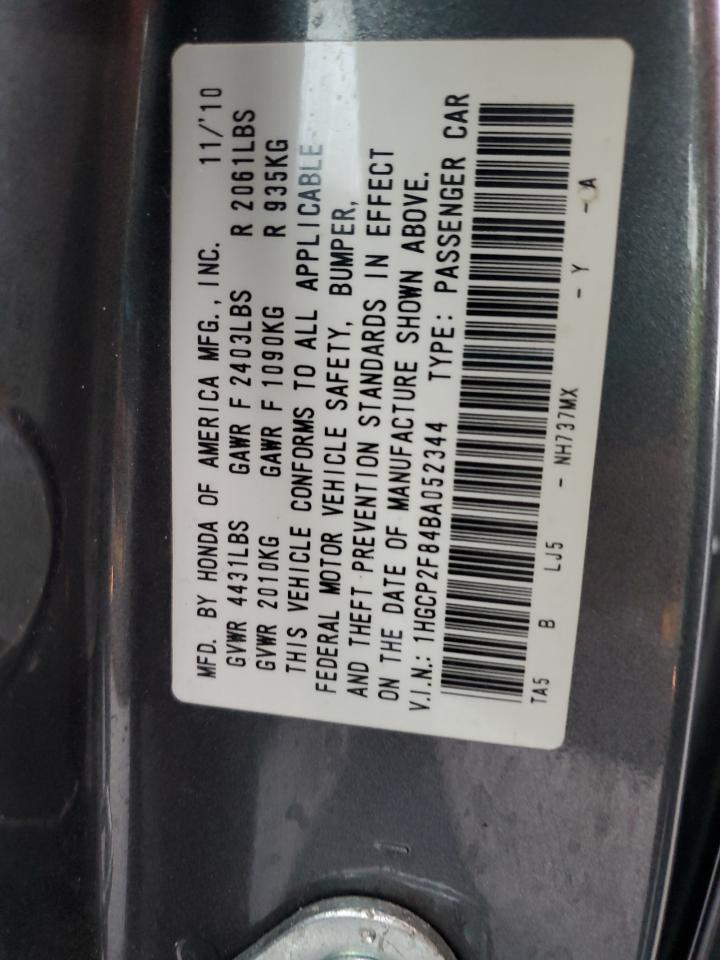 MFD. BY HONDA OF AMERICA MFG., INC. 11/'10
GVWR 4431LBS GAWR F 2403LBS R 2061LBS
GVWR 2010KG GAWR F 1090KG R 935KG
THIS VEHICLE CONFORMS TO ALL APPLICABLE
FEDERAL MOTOR VEHICLE SAFETY, BUMPER,
AND THEFT PREVENTION STANDARDS IN EFFECT
ON THE DATE OF MANUFACTURE SHOWN ABOVE.
V.I.N.: 1HGCP2F84BA052344 TYPE: PASSENGER CAR
TA5 B LJ5 - NH737MX - Y - A